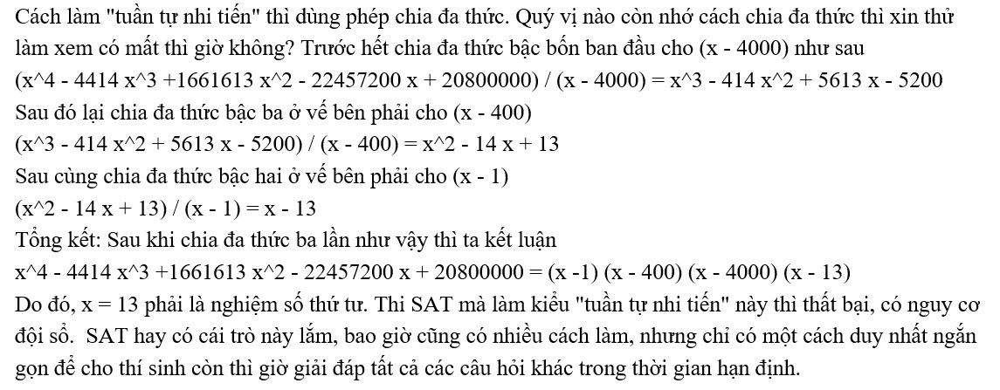 Cách làm "tuần tự nhi tiến" thì dùng phép chia đa thức. Quý vị nào còn nhớ cách chia đa thức thì xin thử
làm xem có mất thì giờ không? Trước hết chia đa thức bậc bốn ban đầu cho (x - 4000) như sau
(x^4 - 4414 x^3 +1661613 x^2 - 22457200 x + 20800000) / (x - 4000) = x^3 - 414 x^2 + 5613 x - 5200
Sau đó lại chia đa thức bậc ba ở vế bên phải cho (x - 400)
(x^3 - 414 x^2 + 5613 x - 5200) / (x - 400) = x^2 - 14 x + 13
Sau cùng chia đa thức bậc hai ở vế bên phải cho (x - 1)
(x^2 - 14 x + 13) / (x - 1) = x - 13
Tổng kết: Sau khi chia đa thức ba lần như vậy thì ta kết luận
x^4 - 4414 x^3 +1661613 x^2 - 22457200 x + 20800000 = (x -1) (x - 400) (x - 4000) (x - 13)
Do đó, x = 13 phải là nghiệm số thứ tư. Thi SAT mà làm kiểu "tuần tự nhi tiến" này thì thất bại, có nguy cơ
đội sổ. SAT hay có cái trò này lắm, bao giờ cũng có nhiều cách làm, nhưng chỉ có một cách duy nhất ngắn
gọn để cho thí sinh còn thì giờ giải đáp tất cả các câu hỏi khác trong thời gian hạn định.